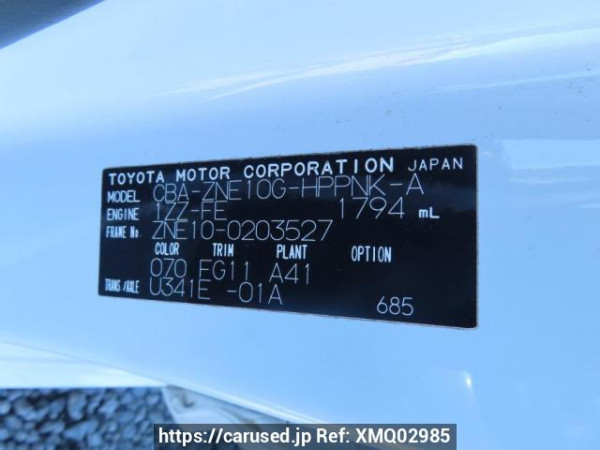 TOYOTA MOTOR CORPORATION JAPAN
MODEL CBA-ZNE10G-HPPNK-A
ENGINE 1ZZ-FE 1794 mL
FRAME No. ZNE10-0203527
COLOR TRIM PLANT OPTION
070 FG11 A41
TRANS/AXLE U341E -01A
685
https://carused.jp Ref: XMQ02985